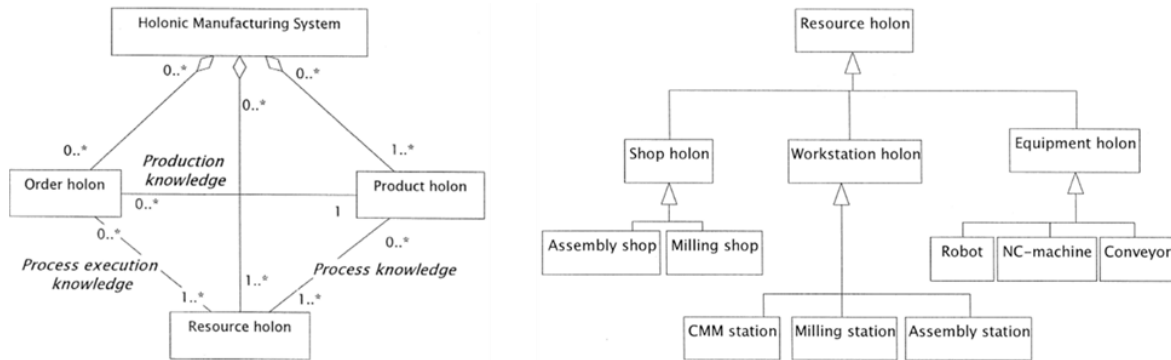 Holonic Manufacturing System
0..*
0..*
0..*
0..*
1..*
Production
knowledge
Order holon
Product holon
0..*
1
0..*
0..*
Process execution
knowledge
Process knowledge
1..*
1..*
1..*
Resource holon
Resource holon
Shop holon
Workstation holon
Equipment holon
Assembly shop
Milling shop
Robot
NC-machine
Conveyor
CMM station
Milling station
Assembly station